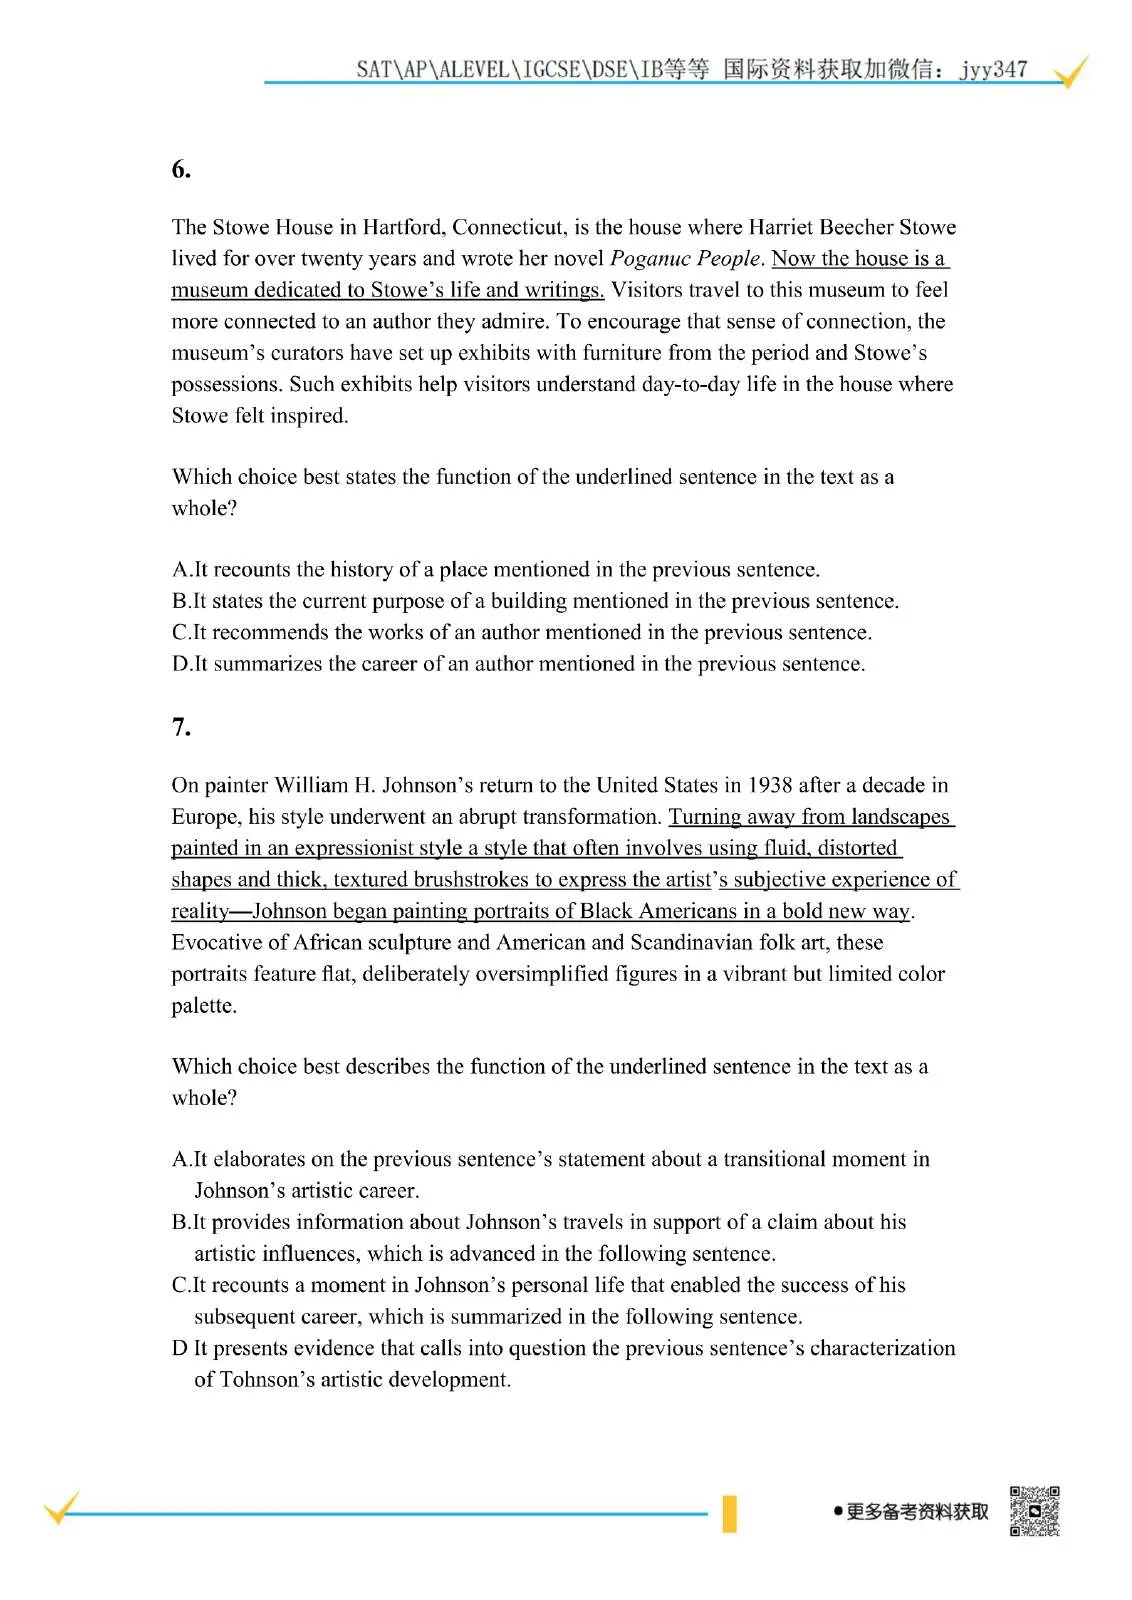 SAT\AP\ALEVEL\IGCSE\DSE\IB等等 国际资料获取加微信：jyy347
6.
The Stowe House in Hartford, Connecticut, is the house where Harriet Beecher Stowe
lived for over twenty years and wrote her novel Poganuc People. Now the house is a
museum dedicated to Stowe’s life and writings. Visitors travel to this museum to feel
more connected to an author they admire. To encourage that sense of connection, the
museum’s curators have set up exhibits with furniture from the period and Stowe’s
possessions. Such exhibits help visitors understand day-to-day life in the house where
Stowe felt inspired.
Which choice best states the function of the underlined sentence in the text as a
whole?
A.It recounts the history of a place mentioned in the previous sentence.
B.It states the current purpose of a building mentioned in the previous sentence.
C.It recommends the works of an author mentioned in the previous sentence.
D.It summarizes the career of an author mentioned in the previous sentence.
7.
On painter William H. Johnson’s return to the United States in 1938 after a decade in
Europe, his style underwent an abrupt transformation. Turning away from landscapes
painted in an expressionist style a style that often involves using fluid, distorted
shapes and thick, textured brushstrokes to express the artist’s subjective experience of
reality—Johnson began painting portraits of Black Americans in a bold new way.
Evocative of African sculpture and American and Scandinavian folk art, these
portraits feature flat, deliberately oversimplified figures in a vibrant but limited color
palette.
Which choice best describes the function of the underlined sentence in the text as a
whole?
A.It elaborates on the previous sentence’s statement about a transitional moment in
Johnson’s artistic career.
B.It provides information about Johnson’s travels in support of a claim about his
artistic influences, which is advanced in the following sentence.
C.It recounts a moment in Johnson’s personal life that enabled the success of his
subsequent career, which is summarized in the following sentence.
D It presents evidence that calls into question the previous sentence’s characterization
of Tohnson’s artistic development.
•更多备考资料获取